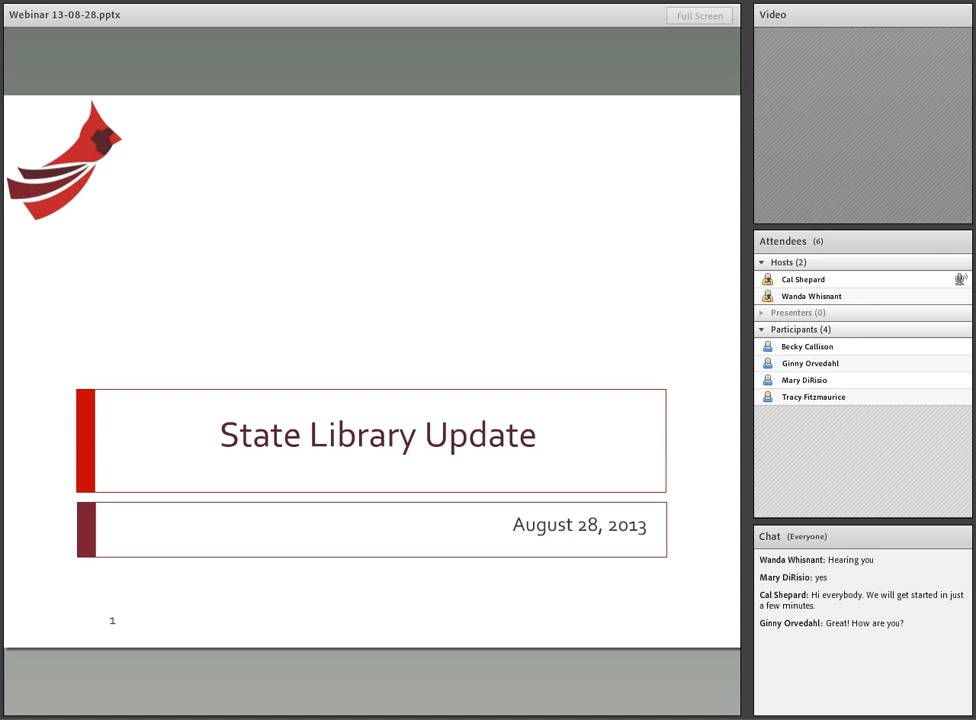 Webinar 13-08-28.pptx
Full Screen
State Library Update
August 28, 2013
1
Video
Attendees (6)
Hosts (2)
Cal Shepard
Wanda Whisnant
Presenters (0)
Participants (4)
Becky Callison
Ginny Orvedahl
Mary DiRisio
Tracy Fitzmaurice
Chat (Everyone)
Wanda Whisnant: Hearing you
Mary DiRisio: yes
Cal Shepard: Hi everybody. We will get started in just
a few minutes.
Ginny Orvedahl: Great! How are you?